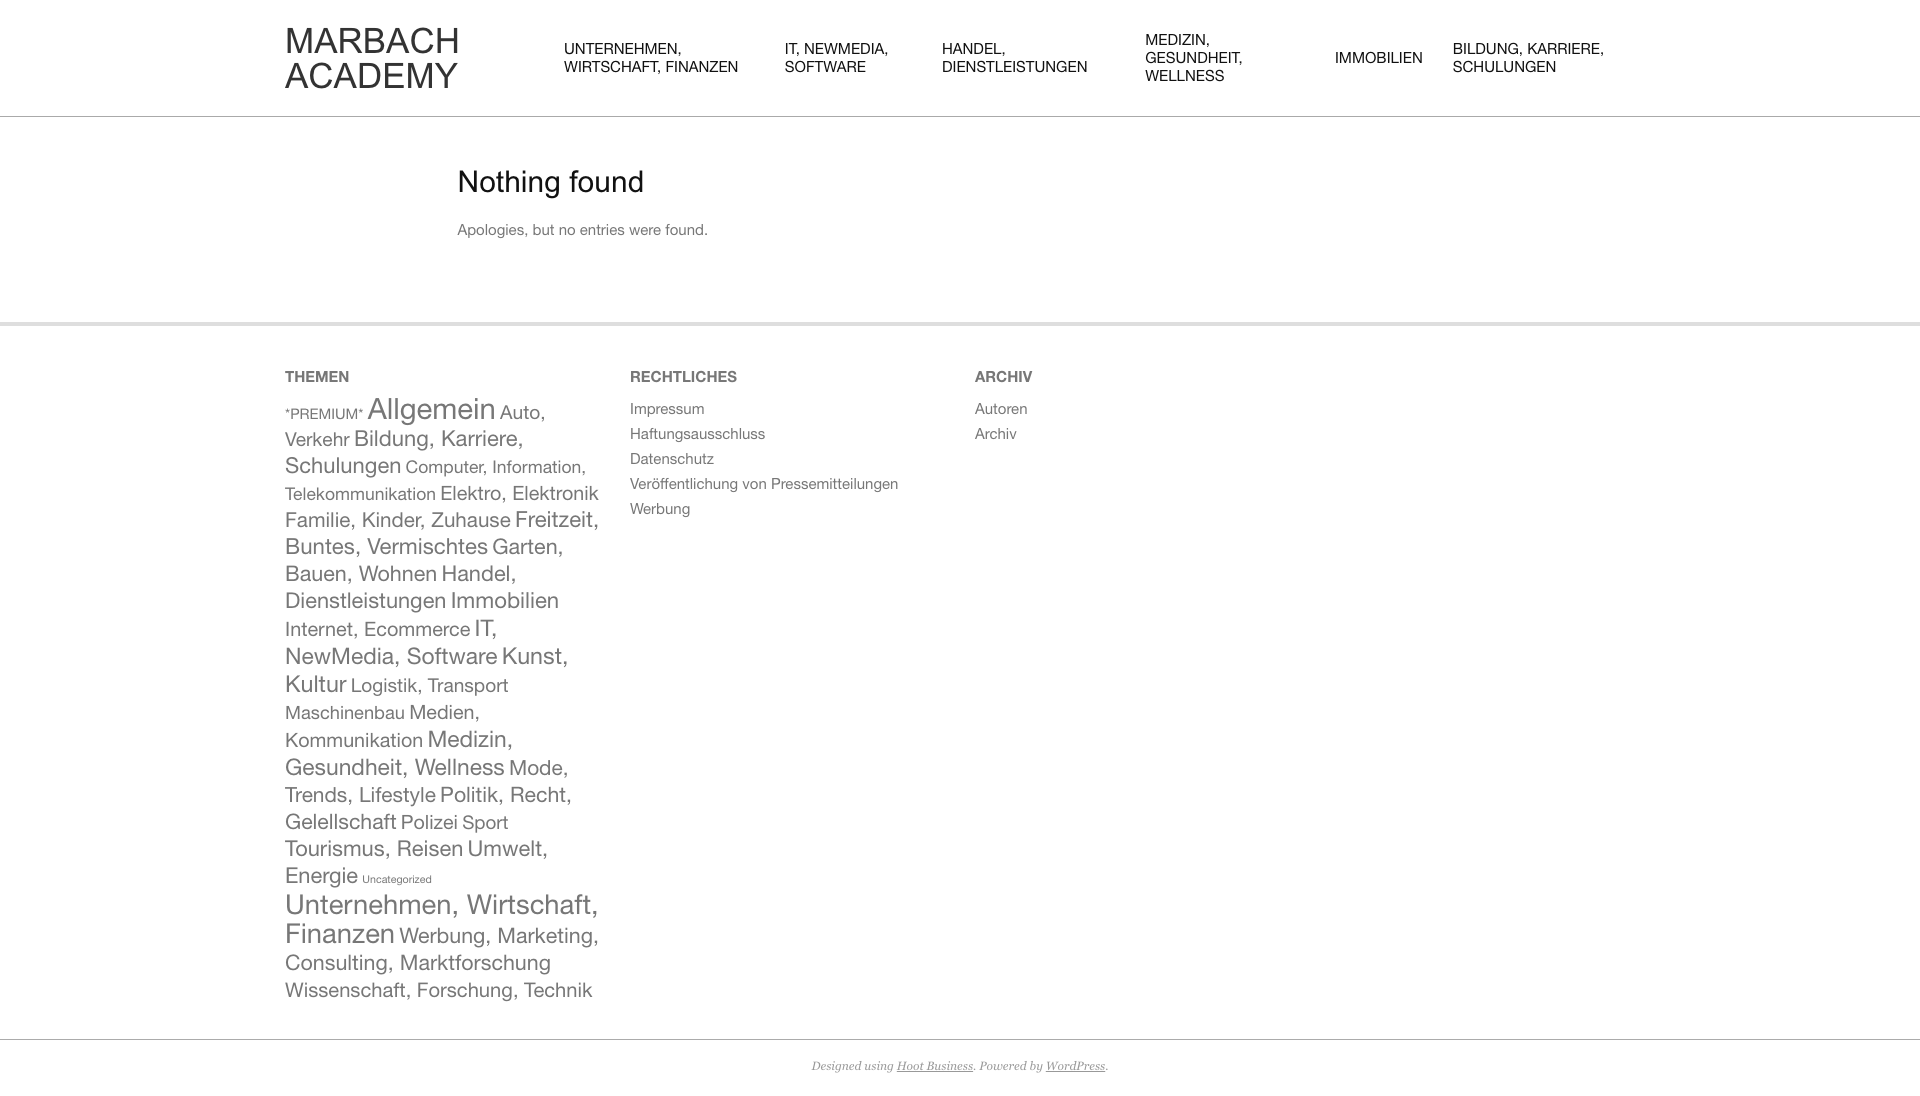 MARBACH
ACADEMY
UNTERNEHMEN,
WIRTSCHAFT, FINANZEN
IT, NEWMEDIA,
SOFTWARE
HANDEL,
DIENSTLEISTUNGEN
MEDIZIN,
GESUNDHEIT,
WELLNESS
IMMOBILIEN
BILDUNG, KARRIERE,
SCHULUNGEN
Nothing found
Apologies, but no entries were found.
THEMEN
*PREMIUM* Allgemein Auto,
Verkehr Bildung, Karriere,
Schulungen Computer, Information,
Telekommunikation Elektro, Elektronik
Familie, Kinder, Zuhause Freitzeit,
Buntes, Vermischtes Garten,
Bauen, Wohnen Handel,
Dienstleistungen Immobilien
Internet, Ecommerce IT,
NewMedia, Software Kunst,
Kultur Logistik, Transport
Maschinenbau Medien,
Kommunikation Medizin,
Gesundheit, Wellness Mode,
Trends, Lifestyle Politik, Recht,
Gelellschaft Polizei Sport
Tourismus, Reisen Umwelt,
Energie Uncategorized
Unternehmen, Wirtschaft,
Finanzen Werbung, Marketing,
Consulting, Marktforschung
Wissenschaft, Forschung, Technik
RECHTLICHES
Impressum
Haftungsausschluss
Datenschutz
Veröffentlichung von Pressemitteilungen
Werbung
ARCHIV
Autoren
Archiv
Designed using Hoot Business. Powered by WordPress.